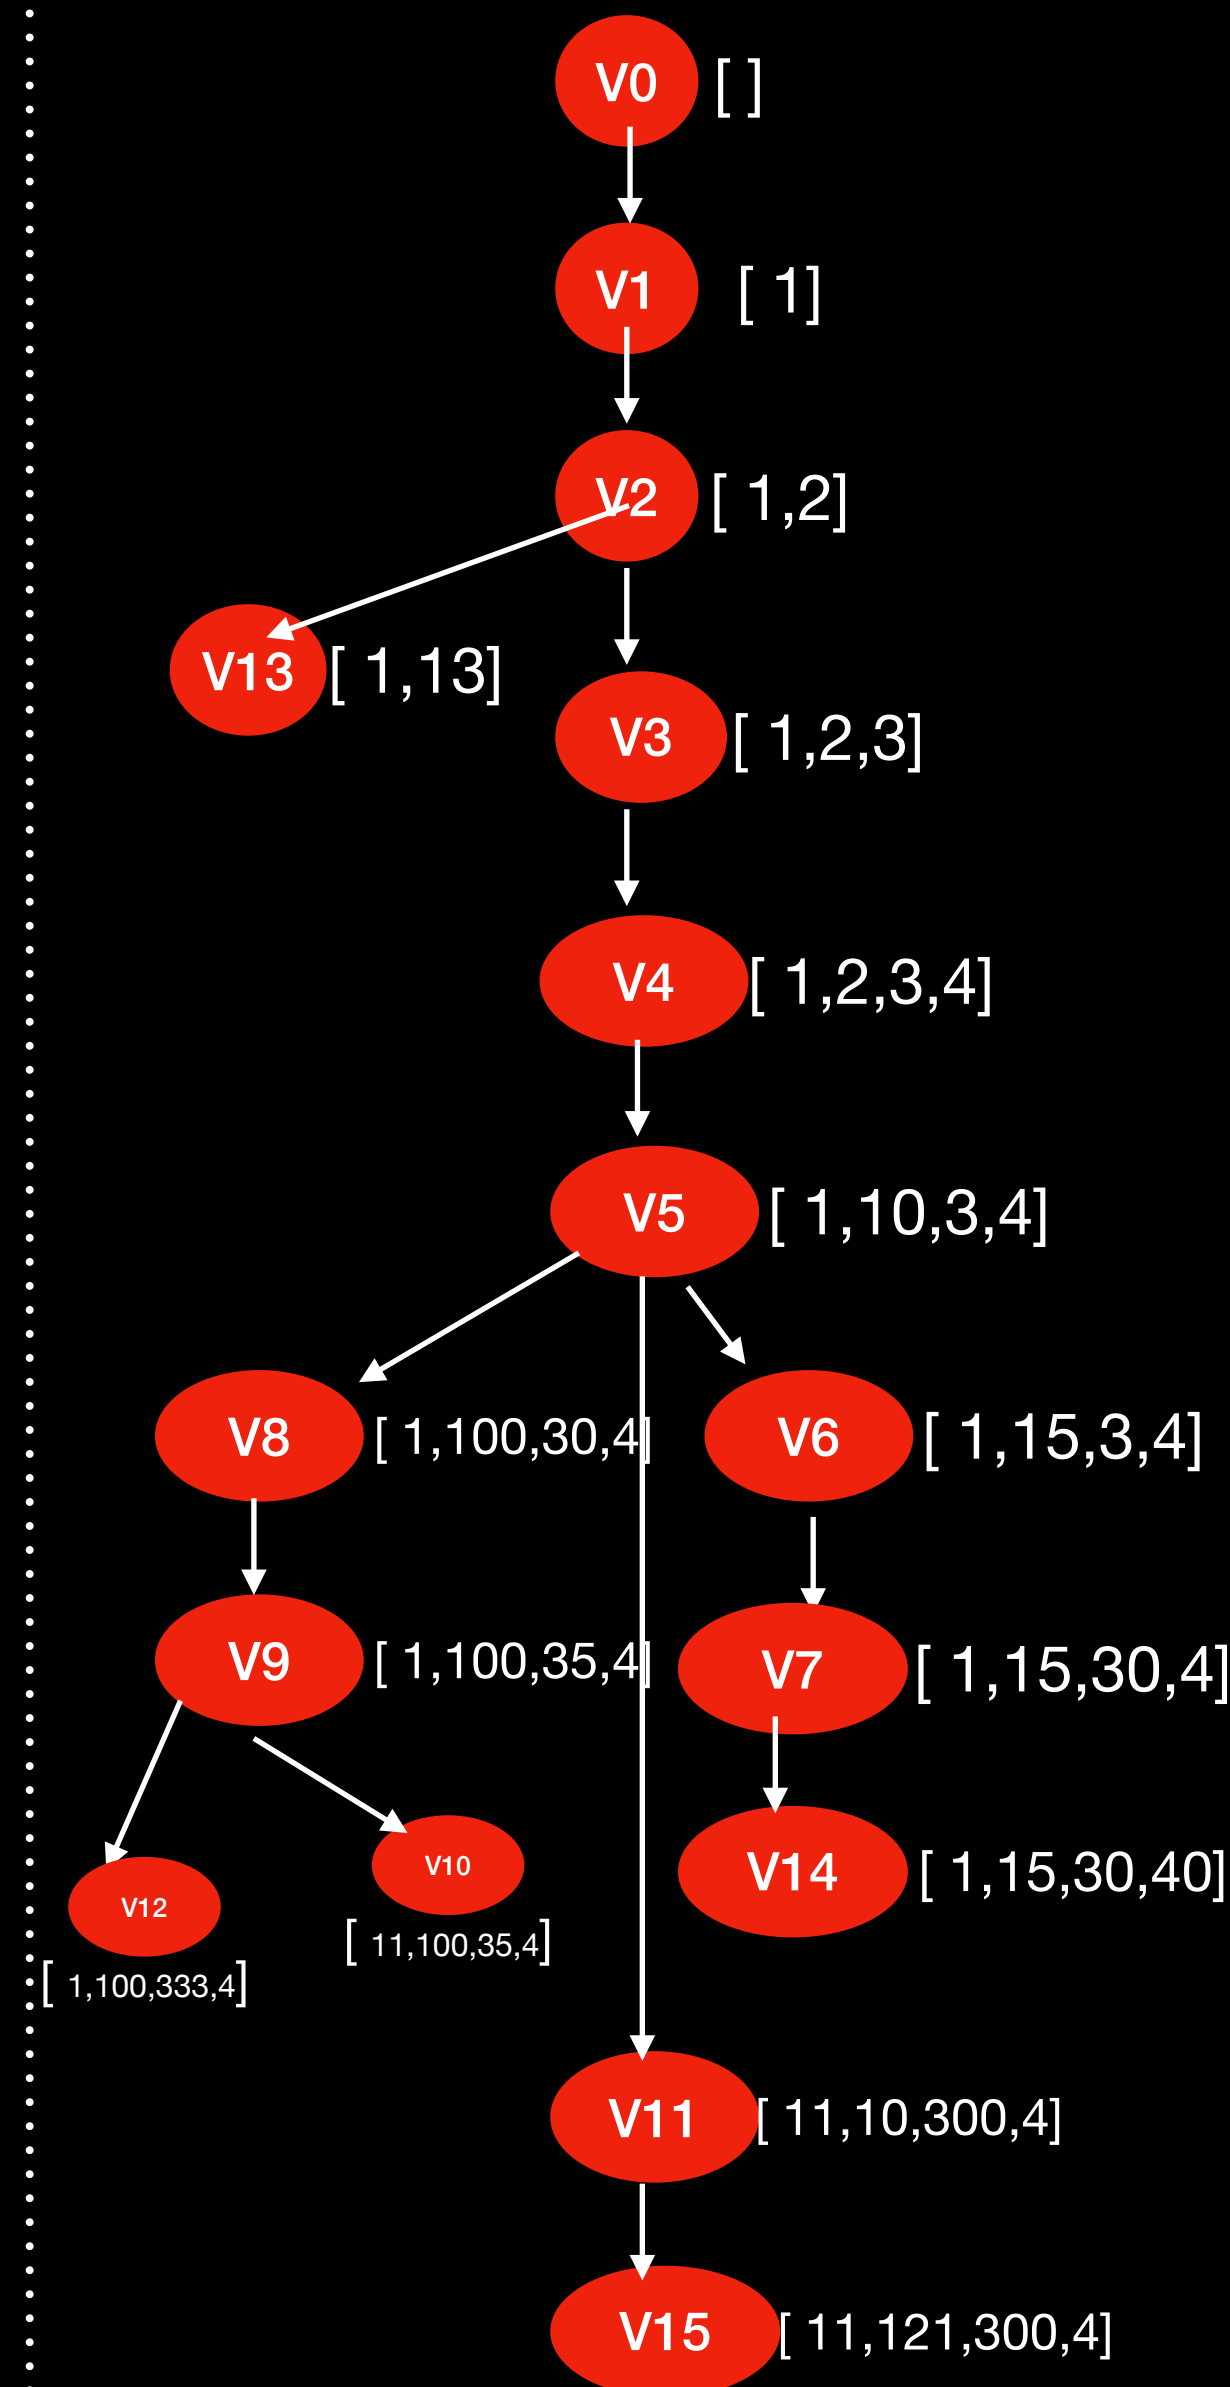 V0 [ ]
V1 [ 1]
V2 [ 1,2]
V13 [ 1,13]
V3 [ 1,2,3]
V4 [ 1,2,3,4]
V5 [ 1,10,3,4]
V8 [ 1,100,30,4]
V6 [ 1,15,3,4]
V9 [ 1,100,35,4]
V7 [ 1,15,30,4]
V10
[ 11,100,35,4]
V14 [ 1,15,30,40]
V12
[ 1,100,333,4]
V11 [ 11,10,300,4]
V15 [ 11,121,300,4]